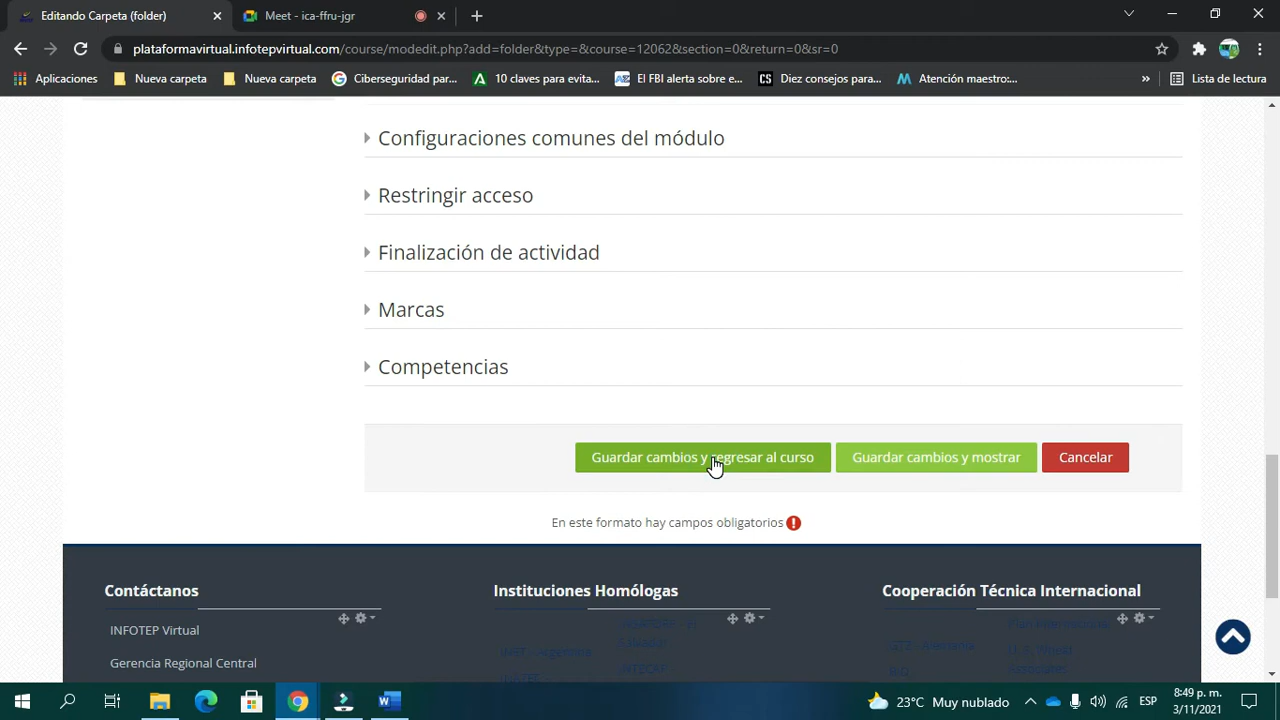 Editando Carpeta (folder)
Meet - ica-ffru-jgr
plataformavirtual.infotepvirtual.com/course/modedit.php?add=folder&type=&course=12062&section=0&return=0&sr=0
Aplicaciones
Nueva carpeta
Nueva carpeta
Ciberseguridad par...
10 claves para evita...
El FBI alerta sobre e...
Diez consejos para...
Atención maestro:...
»
Lista de lectura
Configuraciones comunes del módulo
Restringir acceso
Finalización de actividad
Marcas
Competencias
Guardar cambios y regresar al curso
Guardar cambios y mostrar
Cancelar
En este formato hay campos obligatorios
Contáctanos
Instituciones Homólogas
Cooperación Técnica Internacional
INFOTEP Virtual
Gerencia Regional Central
23°C Muy nublado
ESP
8:49 p. m.
3/11/2021